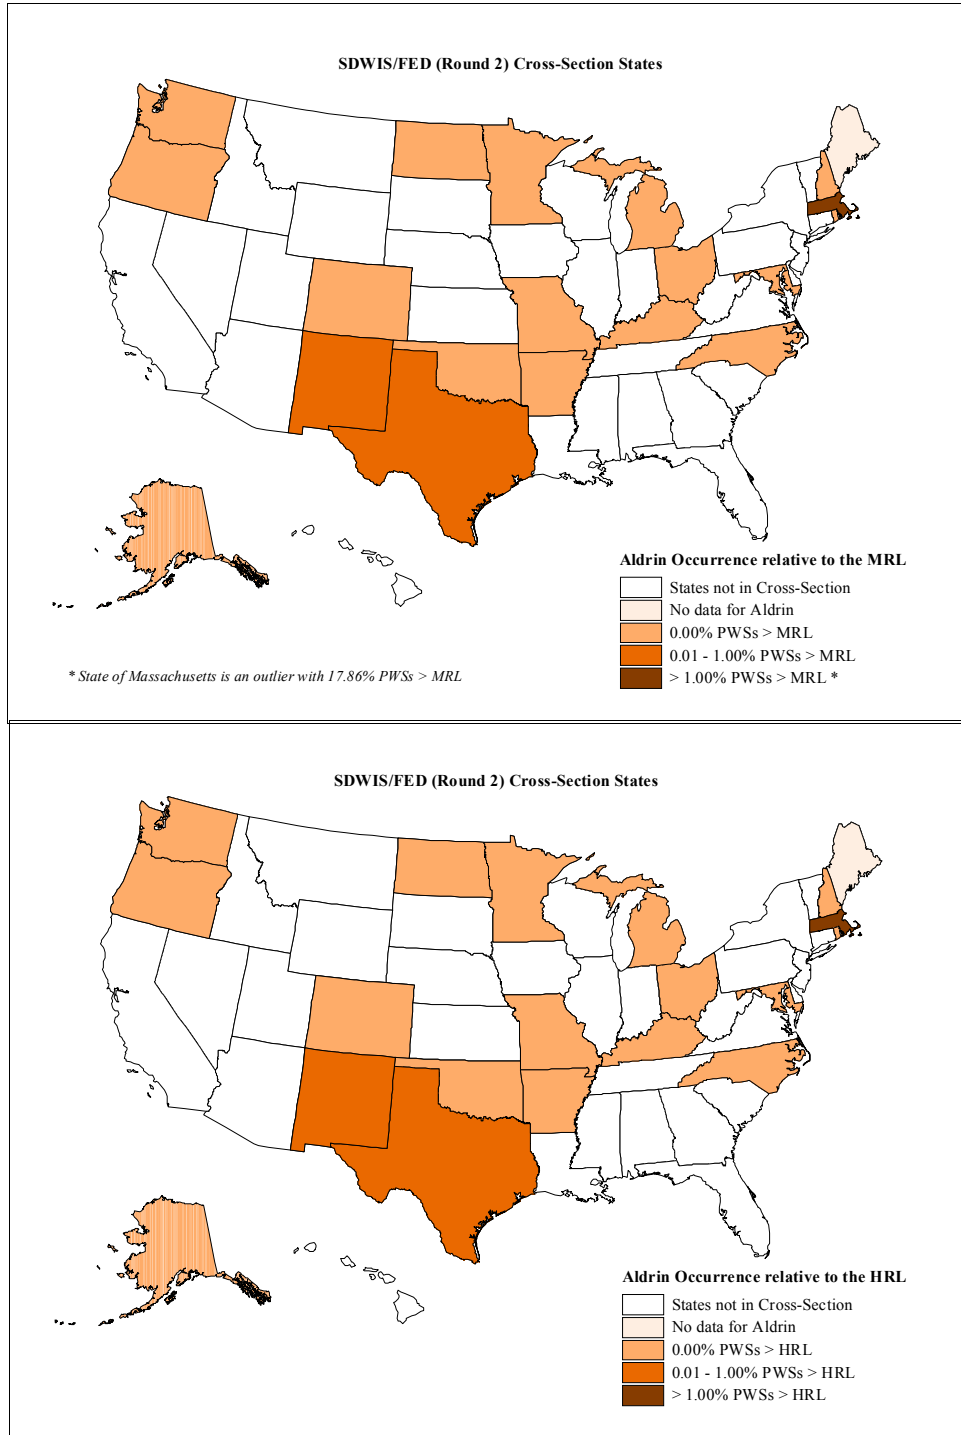 SDWIS/FED (Round 2) Cross-Section States
Aldrin Occurrence relative to the MRL
States not in Cross-Section
No data for Aldrin
0.00% PWSs > MRL
0.01 - 1.00% PWSs > MRL
> 1.00% PWSs > MRL *
* State of Massachusetts is an outlier with 17.86% PWSs > MRL
SDWIS/FED (Round 2) Cross-Section States
Aldrin Occurrence relative to the HRL
States not in Cross-Section
No data for Aldrin
0.00% PWSs > HRL
0.01 - 1.00% PWSs > HRL
> 1.00% PWSs > HRL